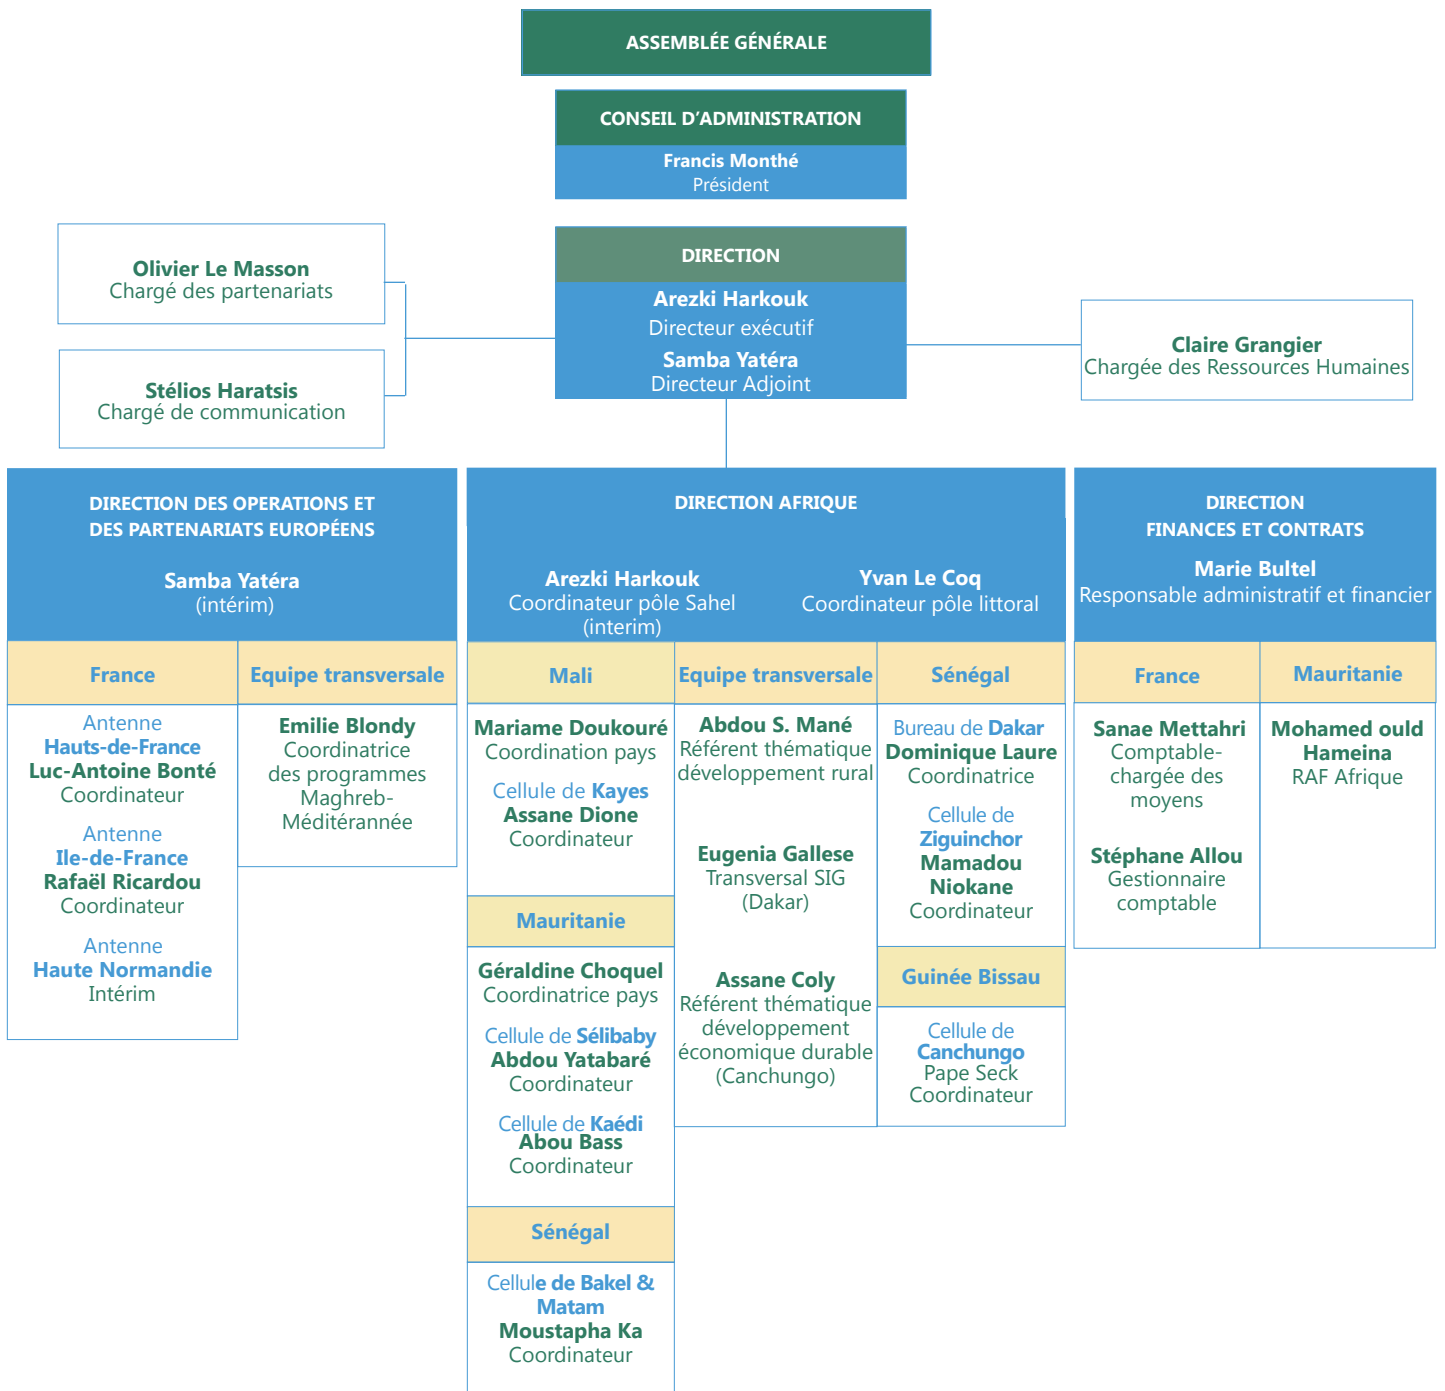 ASSEMBLÉE GÉNÉRALE
CONSEIL D'ADMINISTRATION
Francis Monthé
Président
DIRECTION
Arezki Harkouk
Directeur exécutif
Samba Yatéra
Directeur Adjoint
Olivier Le Masson
Chargé des partenariats
Stélios Haratsis
Chargé de communication
Claire Grangier
Chargée des Ressources Humaines
DIRECTION DES OPERATIONS ET
DES PARTENARIATS EUROPÉENS
Samba Yatéra
(intérim)
France
Antenne
Hauts-de-France
Luc-Antoine Bonté
Coordinateur
Antenne
Ile-de-France
Rafaël Ricardou
Coordinateur
Antenne
Haute Normandie
Intérim
Equipe transversale
Emilie Blondy
Coordinatrice
des programmes
Maghreb-
Méditérannée
DIRECTION AFRIQUE
Arezki Harkouk
Coordinateur pôle Sahel
(interim)
Yvan Le Coq
Coordinateur pôle littoral
Mali
Mariame Doukouré
Coordination pays
Cellule de Kayes
Assane Dione
Coordinateur
Mauritanie
Géraldine Choquel
Coordinatrice pays
Cellule de Sélibaby
Abdou Yatabaré
Coordinateur
Cellule de Kaédi
Abou Bass
Coordinateur
Sénégal
Cellule de Bakel &
Matam
Moustapha Ka
Coordinateur
Equipe transversale
Abdou S. Mané
Référent thématique
développement rural
Eugenia Gallese
Transversal SIG
(Dakar)
Assane Coly
Référent thématique
développement
économique durable
(Canchungo)
Sénégal
Bureau de Dakar
Dominique Laure
Coordinatrice
Cellule de
Ziguinchor
Mamadou
Niokane
Coordinateur
Guinée Bissau
Cellule de
Canchungo
Pape Seck
Coordinateur
DIRECTION
FINANCES ET CONTRATS
Marie Bultel
Responsable administratif et financier
France
Sanae Mettahri
Comptable-
chargée des
moyens
Stéphane Allou
Gestionnaire
comptable
Mauritanie
Mohamed ould
Hameina
RAF Afrique